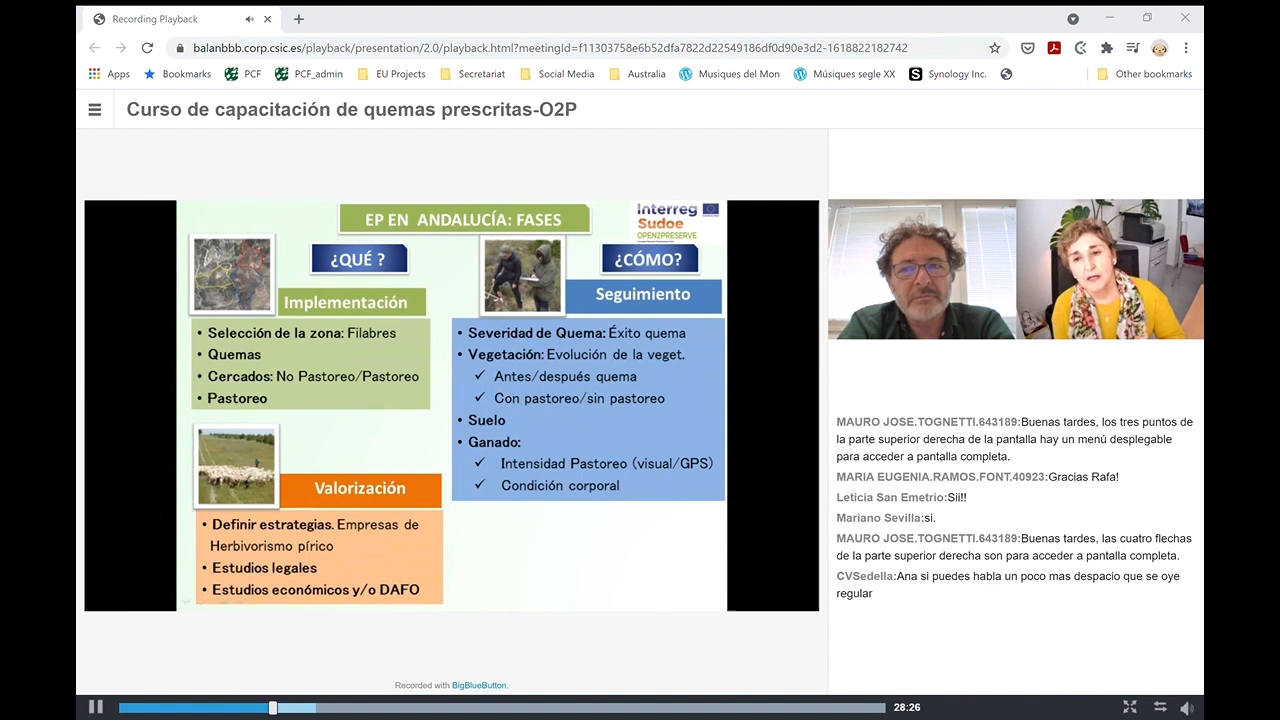 Recording Playback
balanbbb.corp.csic.es/playback/presentation/2.0/playback.html?meetingId=f11303758e6b52dfa7822d22549186df0d90e3d2-1618822182742
Apps
Bookmarks
PCF
PCF_admin
EU Projects
Secretariat
Social Media
Australia
Musiques del Mon
Músiques segle XX
Synology Inc.
Other bookmarks
Curso de capacitación de quemas prescritas-O2P
EP EN ANDALUCÍA: FASES
Interreg
Sudoe
OPEN2PRESERVE
¿QUÉ ?
Implementación
• Selección de la zona: Filabres
• Quemas
• Cercados: No Pastoreo/Pastoreo
• Pastoreo
¿CÓMO?
Seguimiento
• Severidad de Quema: Éxito quema
• Vegetación: Evolución de la veget.
✓ Antes/después quema
✓ Con pastoreo/sin pastoreo
• Suelo
• Ganado:
✓ Intensidad Pastoreo (visual/GPS)
✓ Condición corporal
Valorización
• Definir estrategias. Empresas de
Herbivorismo pírico
• Estudios legales
• Estudios económicos y/o DAFO
MAURO JOSE.TOGNETTI.643189:Buenas tardes, los tres puntos de
la parte superior derecha de la pantalla hay un menú desplegable
para acceder a pantalla completa.
MARIA EUGENIA.RAMOS.FONT.40923:Gracias Rafa!
Leticia San Emetrio:Sii!!
Mariano Sevilla:si.
MAURO JOSE.TOGNETTI.643189:Buenas tardes, las cuatro flechas
de la parte superior derecha son para acceder a pantalla completa.
CVSedella:Ana si puedes habla un poco mas despacio que se oye
regular
Recorded with BigBlueButton.
28:26